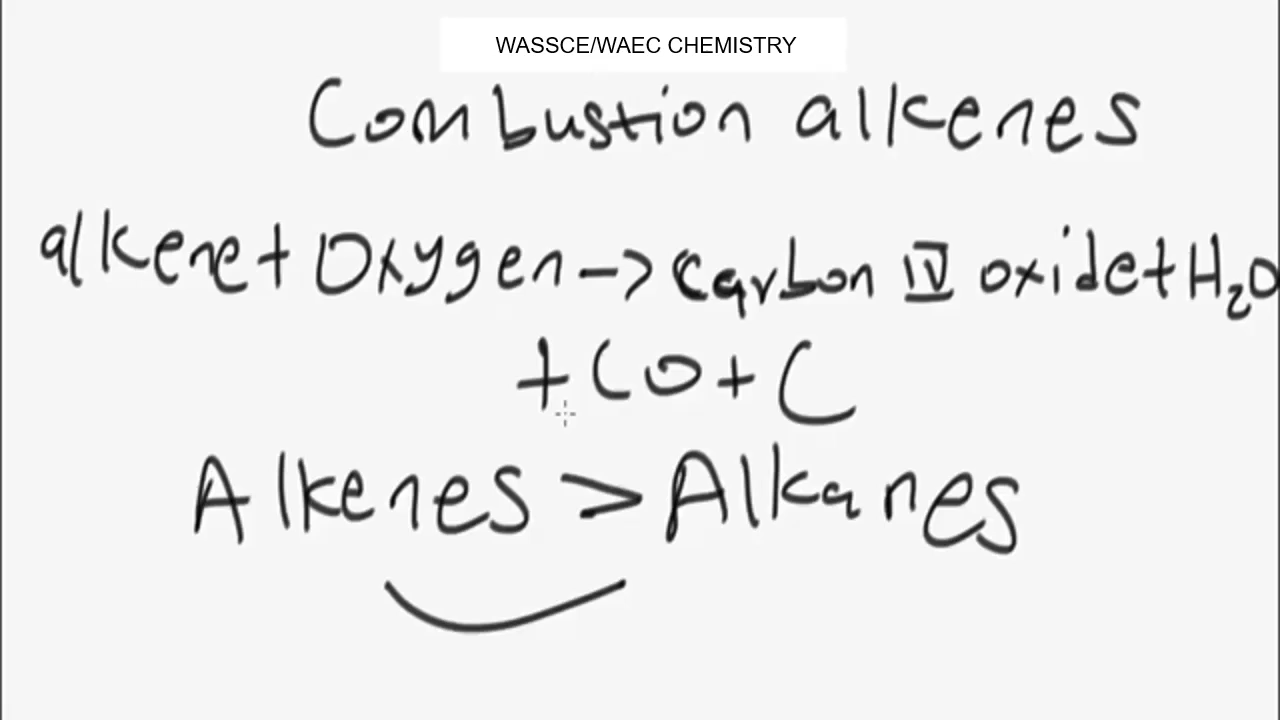 WASSCE/WAEC CHEMISTRY
Combustion alkenes
alkene + Oxygen -> carbon IV oxide + H₂O
+ CO + C
Alkenes > Alkanes